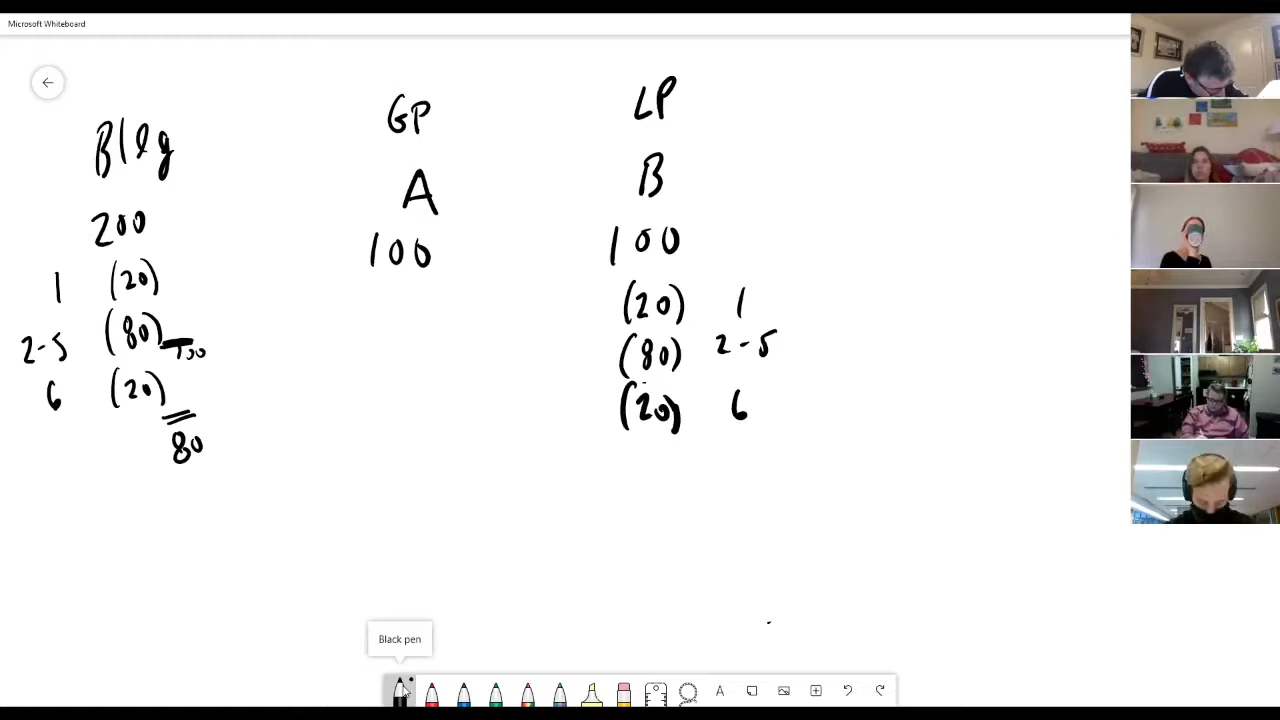 Microsoft Whiteboard
GP LP
Bldg
A B
200
100 100
1 (20) (20) 1
2-5 (80) 100 (80) 2-5
6 (20) (20) 6
80
Black pen
A